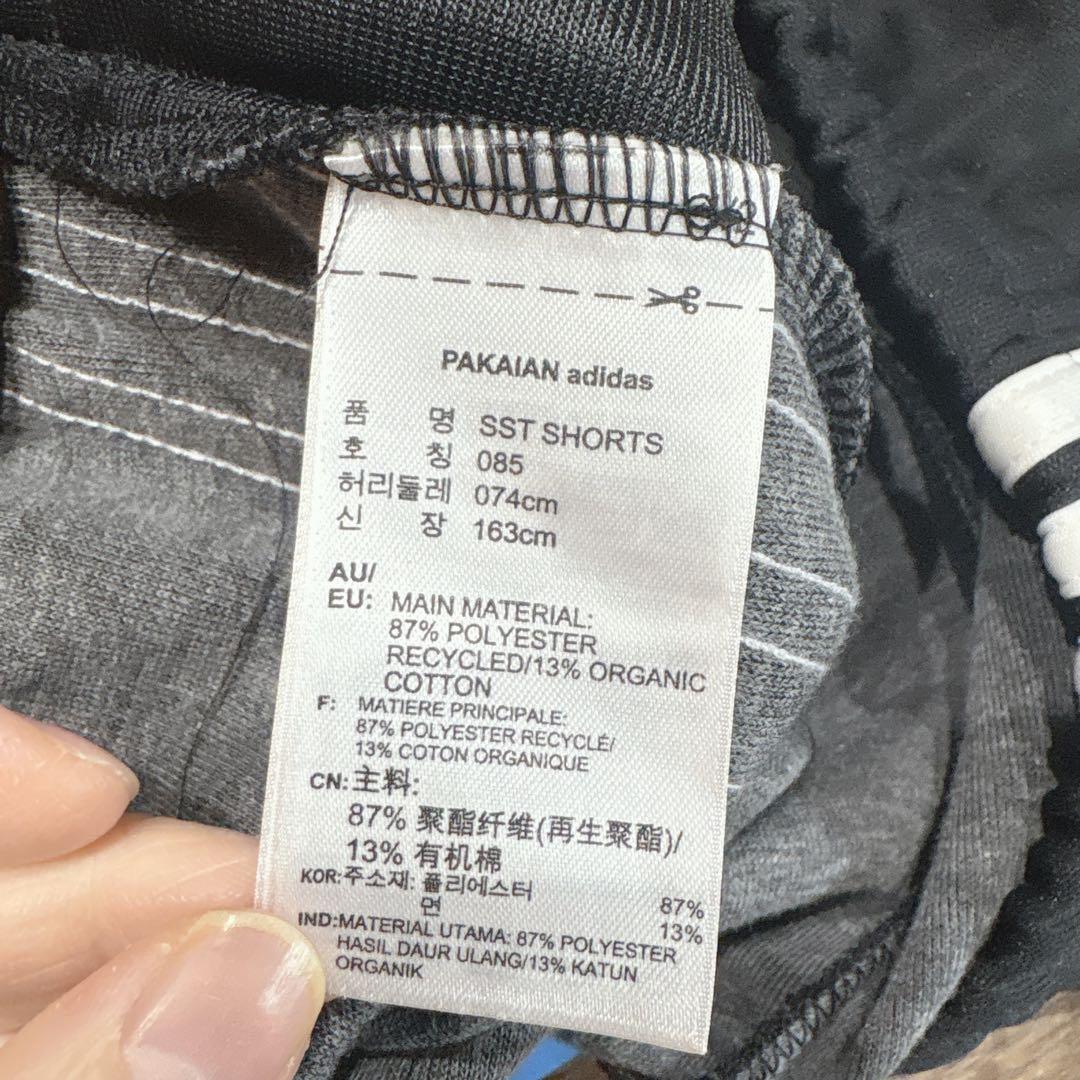 PAKAIAN adidas
품 명 SST SHORTS
호 칭 085
허리둘레 074cm
신 장 163cm
AU/
EU: MAIN MATERIAL:
87% POLYESTER
RECYCLED/13% ORGANIC
COTTON
F: MATIERE PRINCIPALE:
87% POLYESTER RECYCLÉ/
13% COTON ORGANIQUE
CN:主料:
87% 聚酯纤维(再生聚酯)/
13% 有机棉
KOR:주소재: 폴리에스터 87%
면 13%
IND:MATERIAL UTAMA: 87% POLYESTER
HASIL DAUR ULANG/13% KATUN
ORGANIK